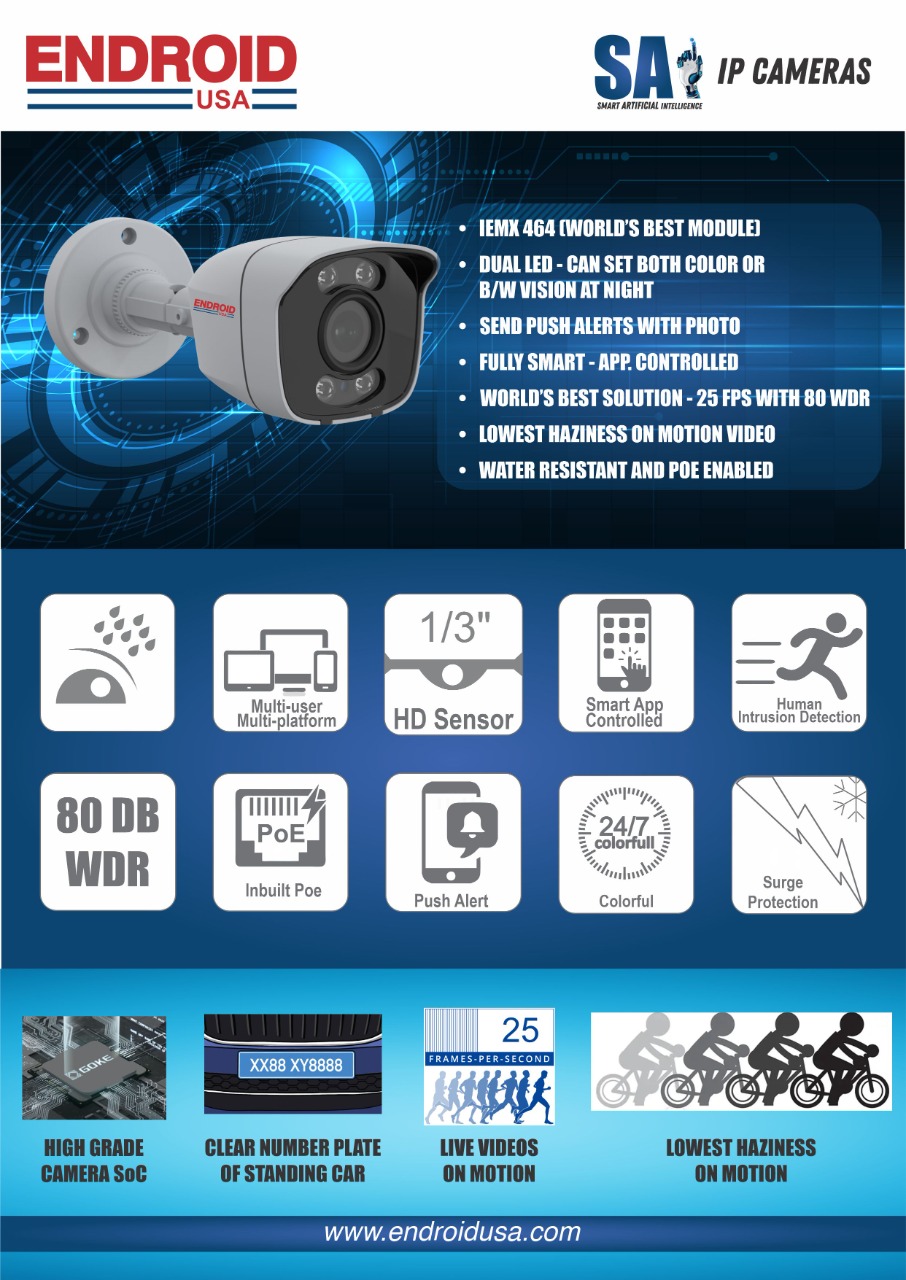 ENDROID
USA
SAI IP CAMERAS
SMART ARTIFICIAL INTELLIGENCE
ENDROID
• IEMX 464 (WORLD'S BEST MODULE)
• DUAL LED - CAN SET BOTH COLOR OR
B/W VISION AT NIGHT
• SEND PUSH ALERTS WITH PHOTO
• FULLY SMART - APP. CONTROLLED
• WORLD'S BEST SOLUTION - 25 FPS WITH 80 WDR
• LOWEST HAZINESS ON MOTION VIDEO
• WATER RESISTANT AND POE ENABLED
Multi-user
Multi-platform
1/3"
HD Sensor
Smart App
Controlled
Human
Intrusion Detection
80 DB
WDR
PoE
Inbuilt Poe
Push Alert
24/7
colorfull
Colorful
Surge
Protection
GOKE
HIGH GRADE
CAMERA SoC
XX88 XY8888
CLEAR NUMBER PLATE
OF STANDING CAR
25
FRAMES-PER-SECOND
LIVE VIDEOS
ON MOTION
LOWEST HAZINESS
ON MOTION
www.endroidusa.com